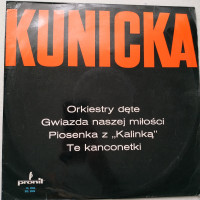 KUNICKA
Orkiestry dęte
Gwiazda naszej miłości
Piosenka z „Kalinką"
Te kanconetki
pronit